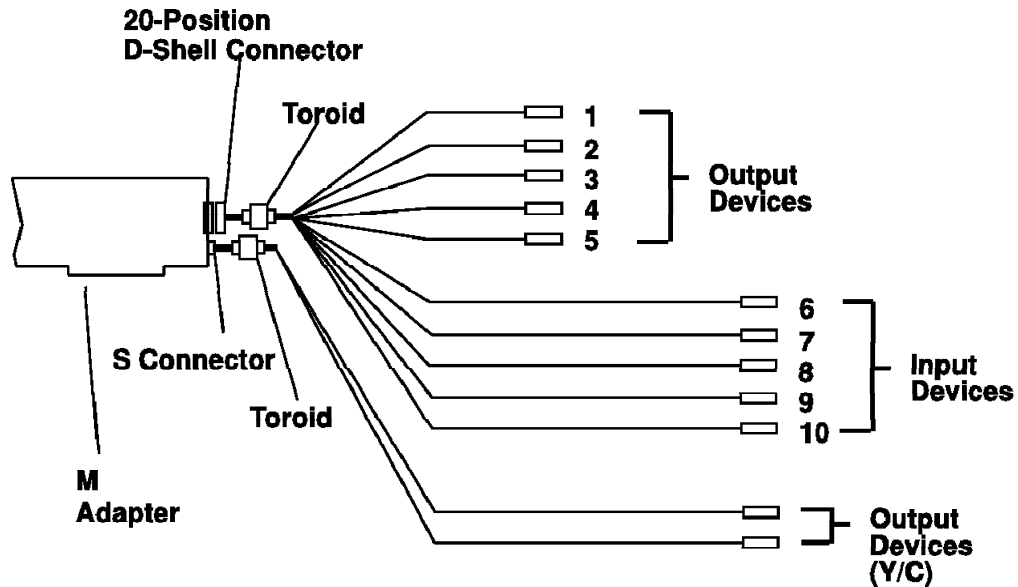 20-Position
D-Shell Connector
Toroid
1
2
3
4
5
Output
Devices
6
7
8
9
10
Input
Devices
S Connector
Toroid
M
Adapter
Output
Devices
(Y/C)